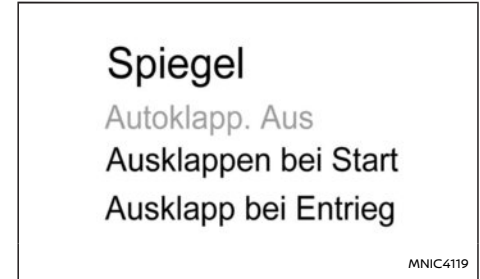 Spiegel
Autoklapp. Aus
Ausklappen bei Start
Ausklapp bei Entrieg
MNIC4119